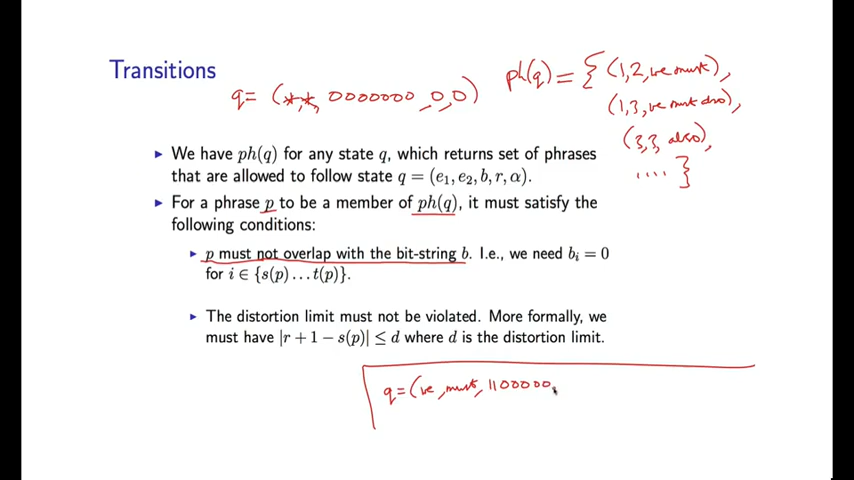 Transitions
q= (*,*, 0000000, 0, 0)
ph(q) = { (1,2, we must),
(1,3, we must also),
(3,3, also),
.... }
▸ We have ph(q) for any state q, which returns set of phrases
that are allowed to follow state q = (e₁, e₂, b, r, α).
▸ For a phrase p to be a member of ph(q), it must satisfy the
following conditions:
▸ p must not overlap with the bit-string b. I.e., we need bᵢ = 0
for i ∈ {s(p) . . . t(p)}.
▸ The distortion limit must not be violated. More formally, we
must have |r + 1 − s(p)| ≤ d where d is the distortion limit.
q = (we, must, 1100000,